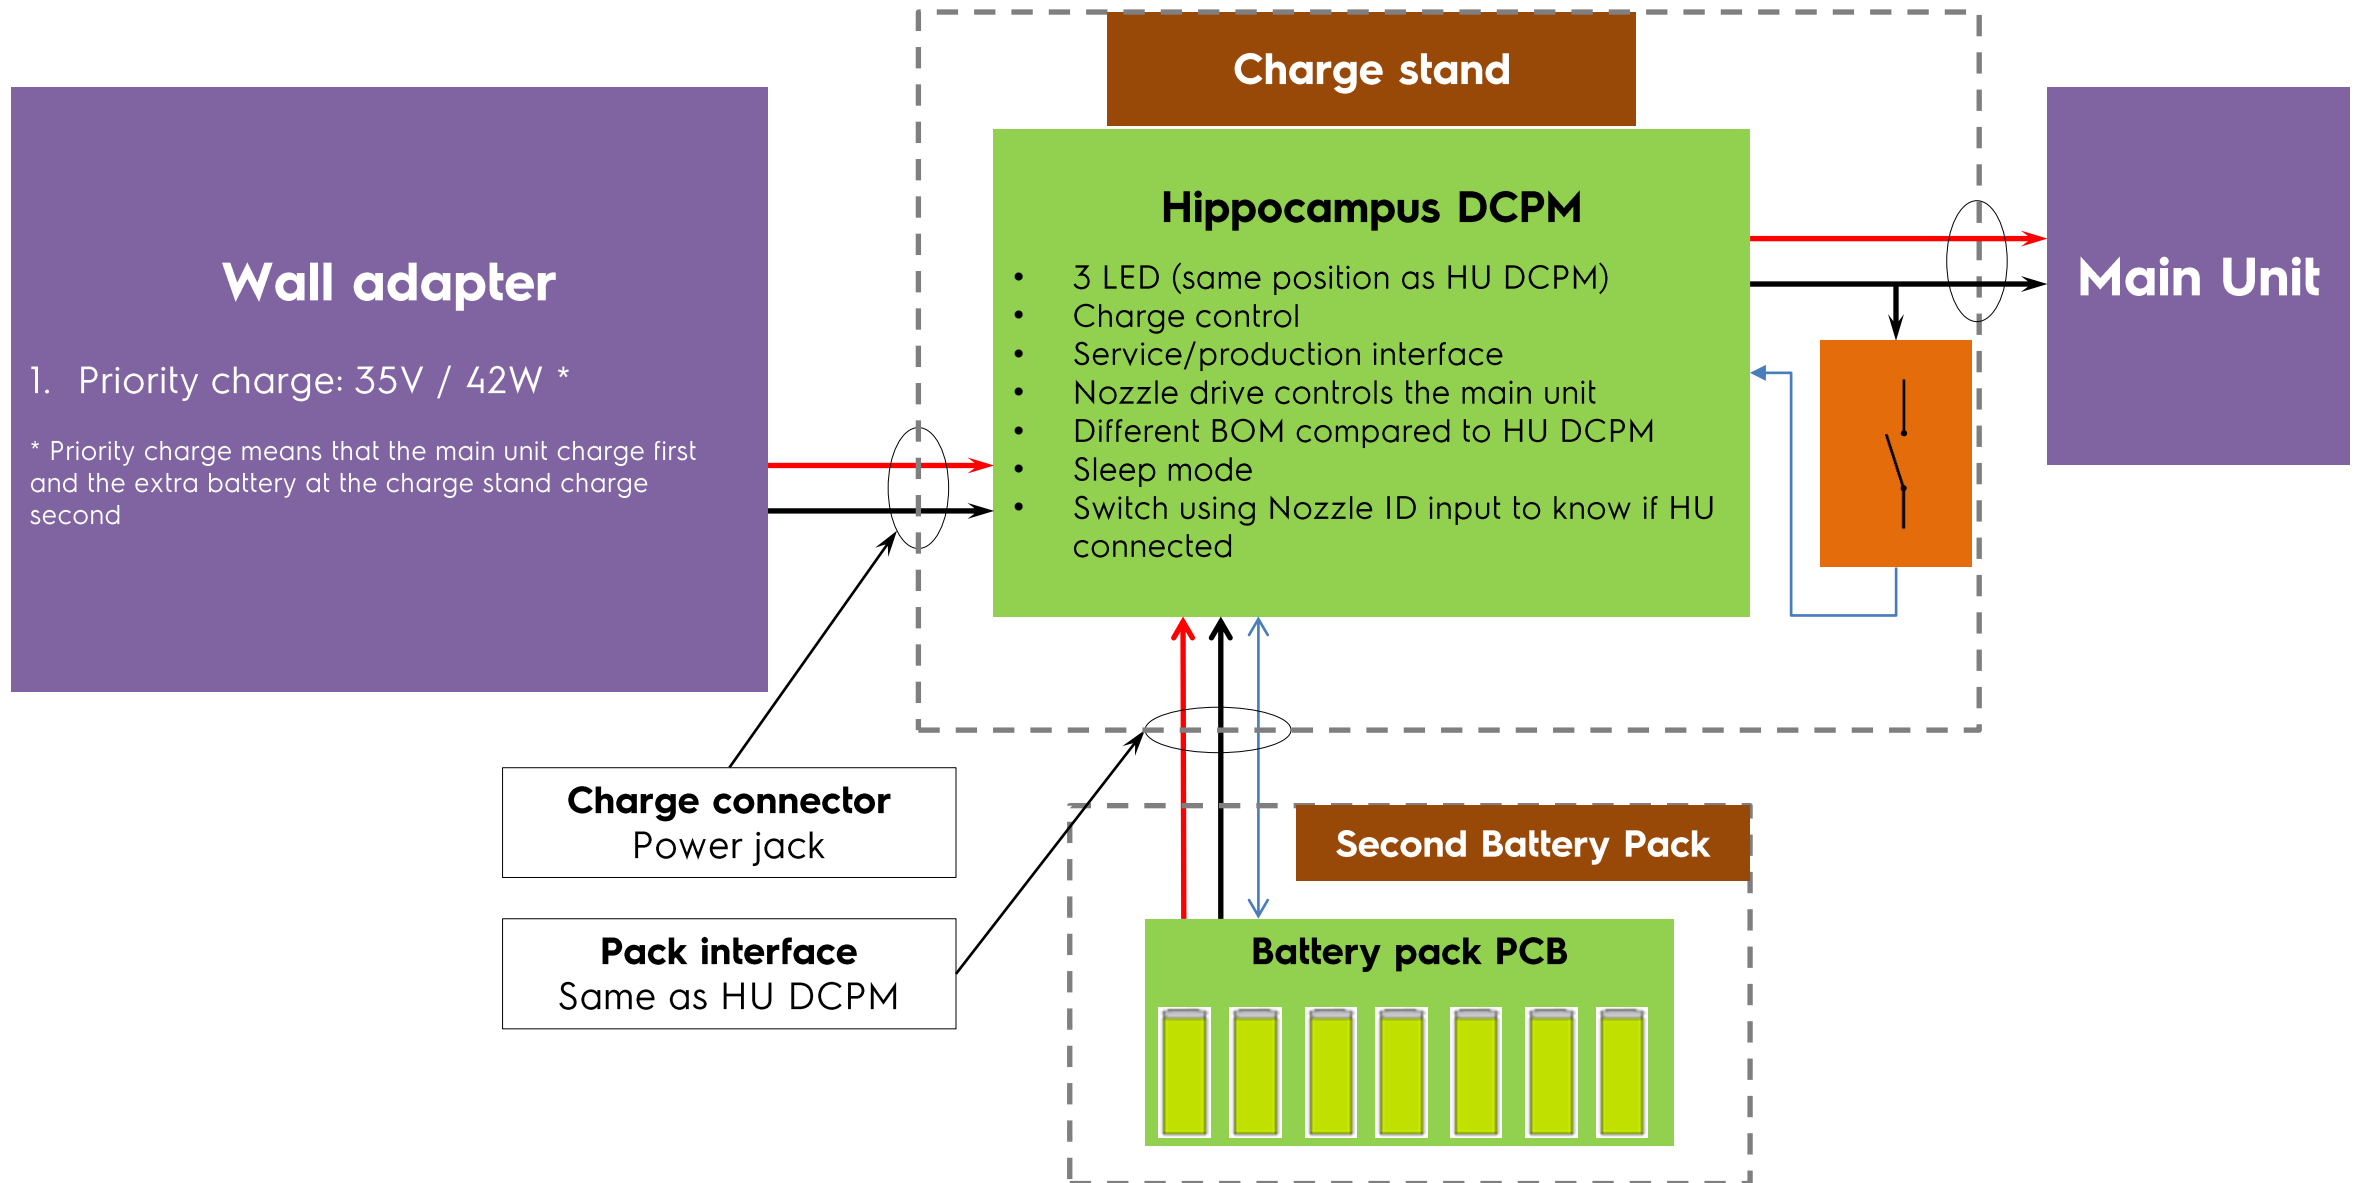 Charge stand
Wall adapter
1. Priority charge: 35V / 42W *
* Priority charge means that the main unit charge first
and the extra battery at the charge stand charge
second
Hippocampus DCPM
• 3 LED (same position as HU DCPM)
• Charge control
• Service/production interface
• Nozzle drive controls the main unit
• Different BOM compared to HU DCPM
• Sleep mode
• Switch using Nozzle ID input to know if HU
connected
Main Unit
Charge connector
Power jack
Pack interface
Same as HU DCPM
Second Battery Pack
Battery pack PCB